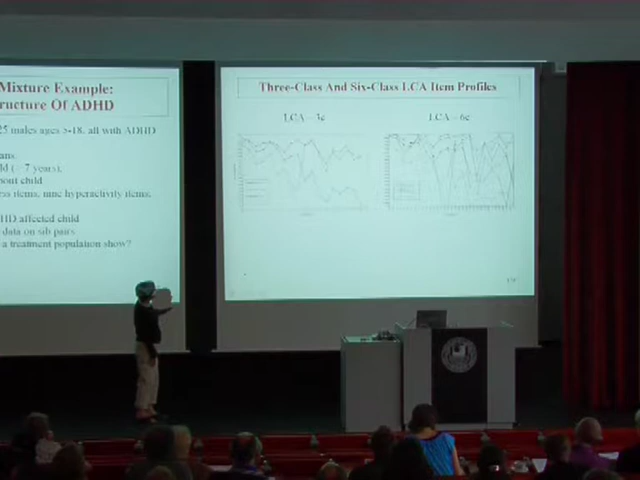 Mixture Example:
ructure Of ADHD
25 males ages >18, all with ADHD
ans
ld (~ 7 years).
bout child
ss items, nine hyperactivity items.
HD affected child
data on sib pairs
a treatment population show?
Three-Class And Six-Class LCA Item Profiles
LCA – 3c
LCA – 6c